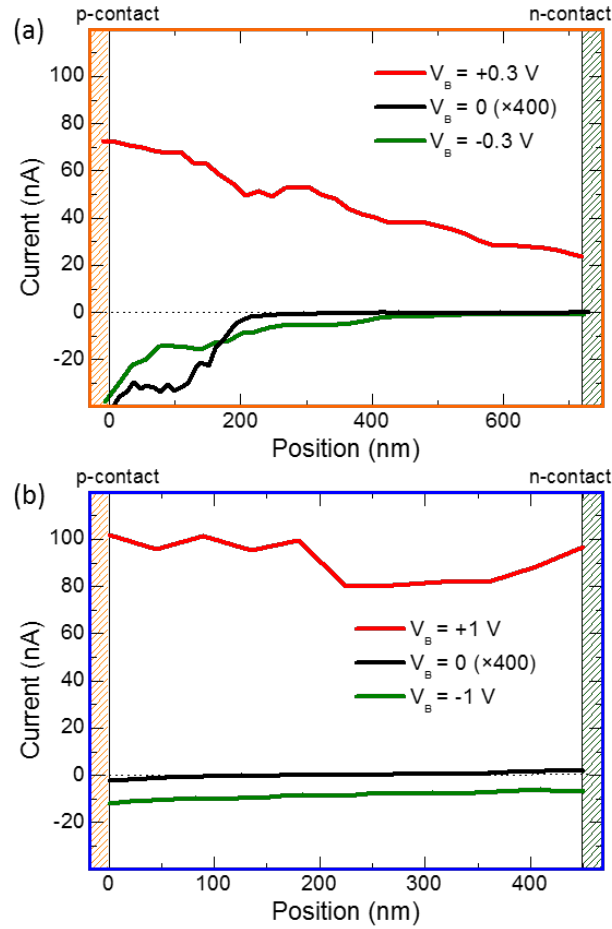 p-contact n-contact
(a)
V_B = +0.3 V
V_B = 0 (×400)
V_B = -0.3 V
100
80
60
40
20
0
-20
Current (nA)
0 200 400 600
Position (nm)
p-contact n-contact
(b)
V_B = +1 V
V_B = 0 (×400)
V_B = -1 V
100
80
60
40
20
0
-20
Current (nA)
0 100 200 300 400
Position (nm)